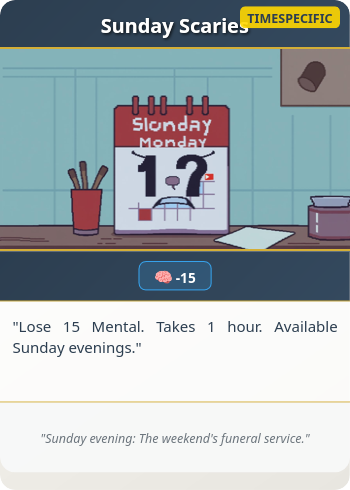 Sunday Scaries
TIMESPECIFIC
Slonday
Monday
1?
-15
"Lose 15 Mental. Takes 1 hour. Available
Sunday evenings."
"Sunday evening: The weekend's funeral service."